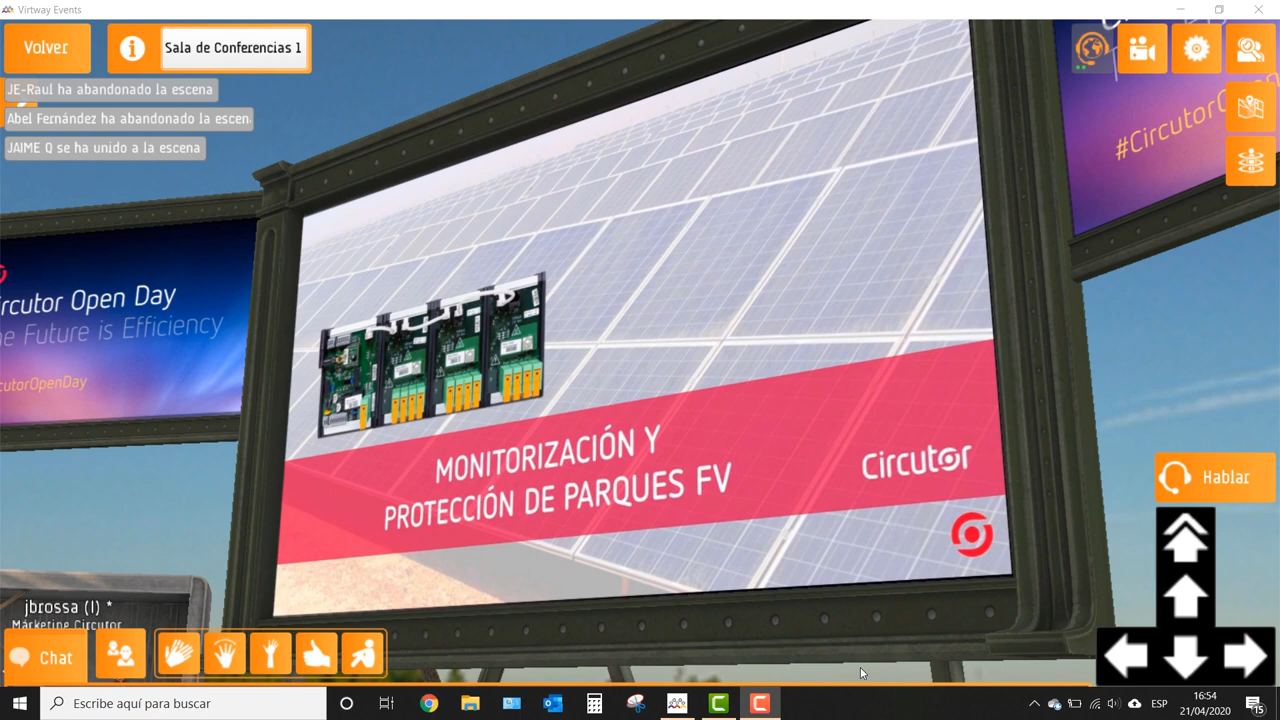 Virtway Events
Volver
Sala de Conferencias 1
JE-Raul ha abandonado la escena
Abel Fernández ha abandonado la escen
JAIME Q se ha unido a la escena
#CircutorO
ircutor Open Day
he Future is Efficiency
cutorOpenDay
MONITORIZACIÓN Y
PROTECCIÓN DE PARQUES FV
Circutor
Hablar
jbrossa (I) *
Marketing Circutor
Chat
Escribe aquí para buscar
ESP
16:54
21/04/2020
15